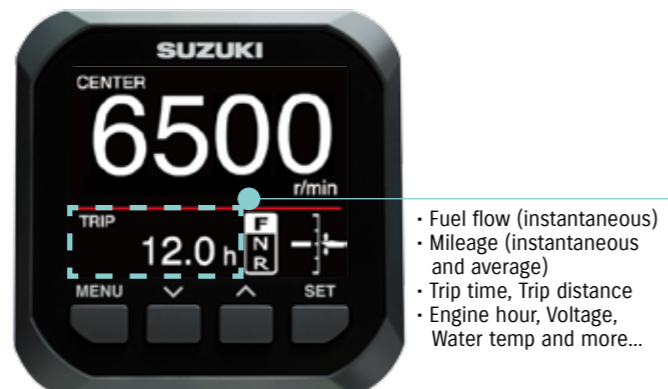 SUZUKI
CENTER
6500
r/min
TRIP
12.0 h
F
N
R
MENU
SET
· Fuel flow (instantaneous)
· Mileage (instantaneous
and average)
· Trip time, Trip distance
· Engine hour, Voltage,
Water temp and more...